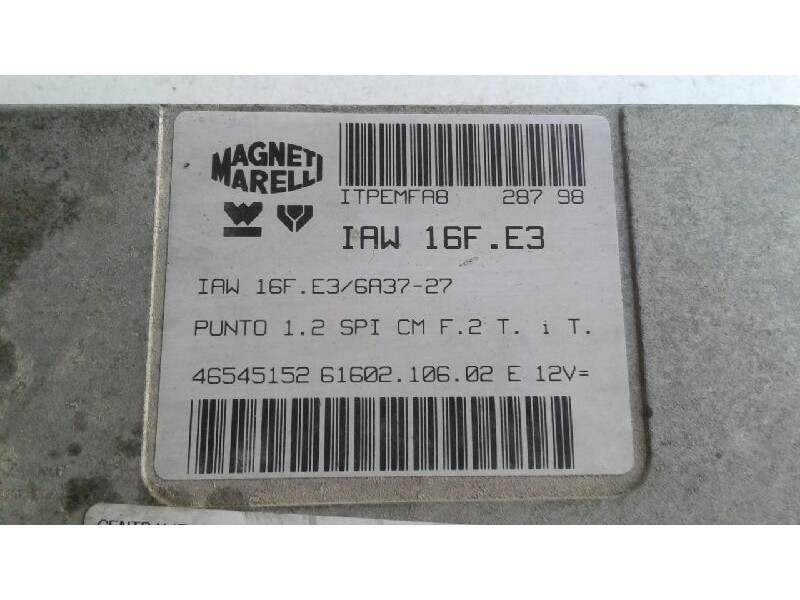 MAGNETI
MARELLI
ITPEMFA8 287 98
IAW 16F.E3
IAW 16F.E3/6A37-27
PUNTO 1.2 SPI CM F.2 T. i T.
46545152 61602.106.02 E 12V=